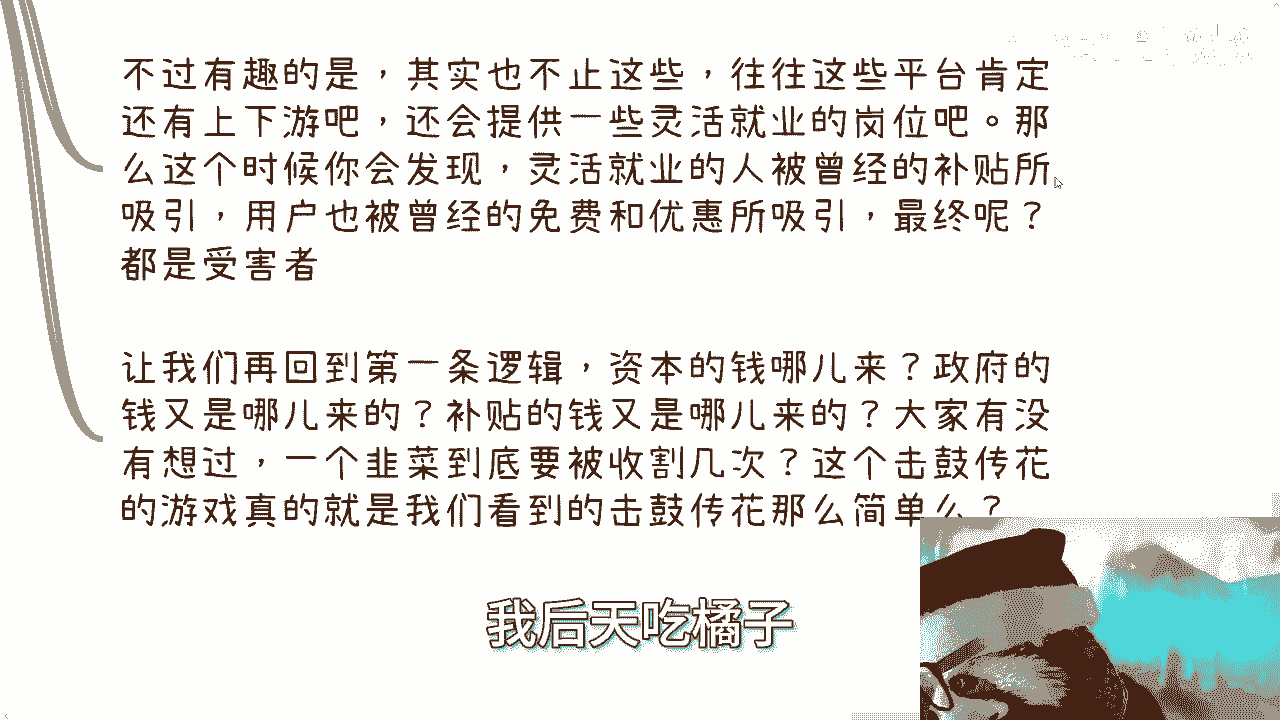 不过有趣的是，其实也不止这些，往往这些平台肯定
还有上下游吧，还会提供一些灵活就业的岗位吧。那
么这个时候你会发现，灵活就业的人被曾经的补贴所
吸引，用户也被曾经的免费和优惠所吸引，最终呢？
都是受害者
让我们再回到第一条逻辑，资本的钱哪儿来？政府的
钱又是哪儿来的？补贴的钱又是哪儿来的？大家有没
有想过，一个韭菜到底要被收割几次？这个击鼓传花
的游戏真的就是我们看到的击鼓传花那么简单么？
我后天吃橘子